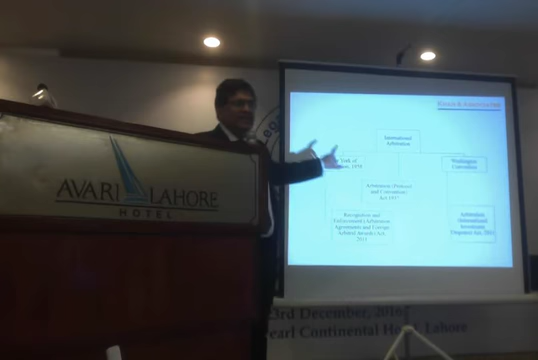 AVARI LAHORE
HOTEL
International
Arbitration
York of
1958
Washington
Convention
Arbitration (Protocol
and Convention)
Act 1937
Recognition and
Enforcement (Arbitration
Agreements and Foreign
Arbitral Awards) Act,
2011
Arbitration
(International
Investment
Disputes) Act, 2011
23rd December, 2016
Pearl Continental Hotel, Lahore